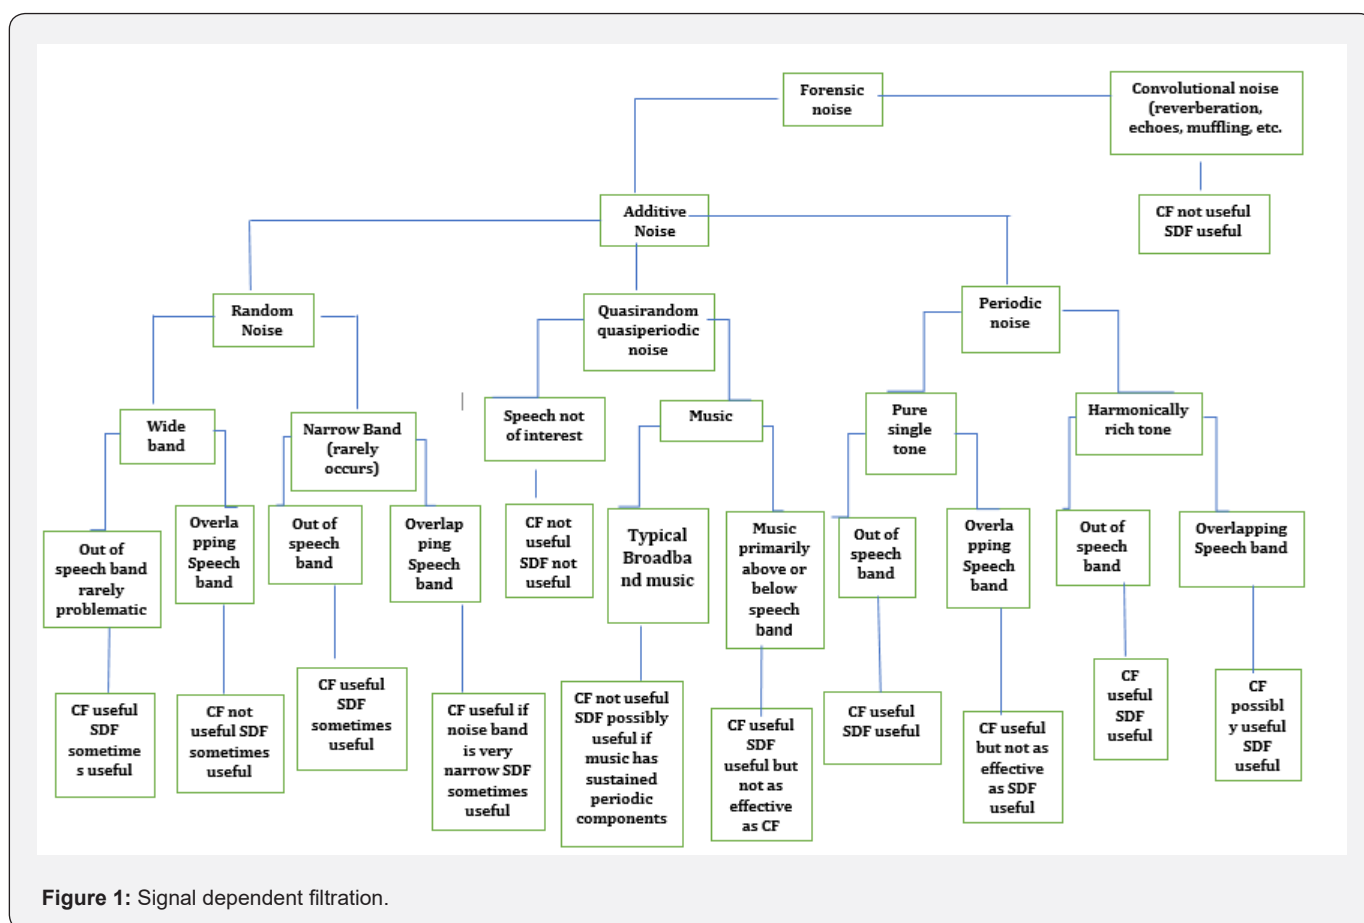 Forensic
noise
Convolutional noise
(reverberation,
echoes, muffling, etc.
CF not useful
SDF useful
Additive
Noise
Random
Noise
Quasirandom
quasiperiodic
noise
Periodic
noise
Wide
band
Narrow Band
(rarely
occurs)
Speech not
of interest
Music
Pure
single
tone
Harmonically
rich tone
Out of
speech band
rarely
problematic
Overla
pping
Speech
band
Out of
speech
band
Overlap
ping
Speech
band
CF not
useful
SDF not
useful
Typical
Broadba
nd music
Music
primarily
above or
below
speech
band
Out of
speech
band
Overla
pping
Speech
band
Out of
speech
band
Overlapping
Speech band
CF useful
SDF
sometime
s useful
CF not
useful SDF
sometimes
useful
CF useful
SDF
sometimes
useful
CF useful if
noise band
is very
narrow SDF
sometimes
useful
CF not useful
SDF possibly
useful if
music has
sustained
periodic
components
CF useful
SDF
useful but
not as
effective
as CF
CF useful
SDF useful
CF useful
but not as
effective
as SDF
useful
CF
useful
SDF
useful
CF
possibl
y useful
SDF
useful
Figure 1: Signal dependent filtration.